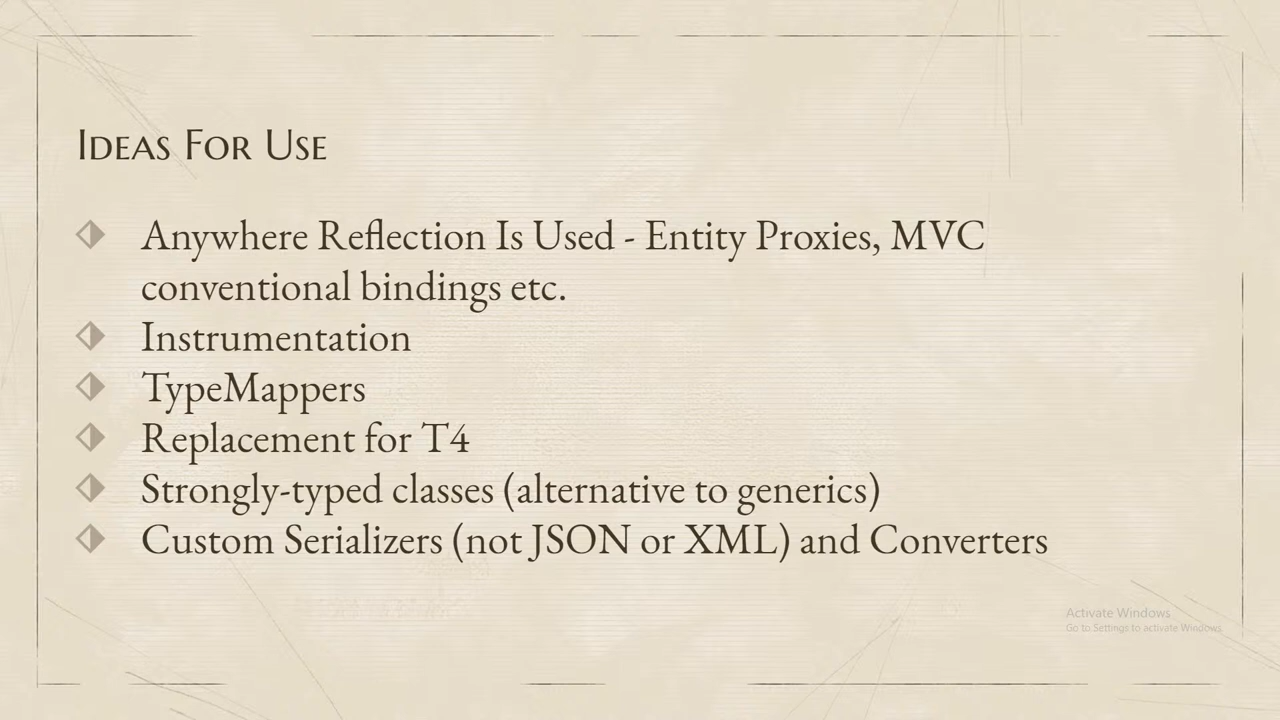 Ideas For Use
Anywhere Reflection Is Used - Entity Proxies, MVC
conventional bindings etc.
Instrumentation
TypeMappers
Replacement for T4
Strongly-typed classes (alternative to generics)
Custom Serializers (not JSON or XML) and Converters
Activate Windows
Go to Settings to activate Windows.